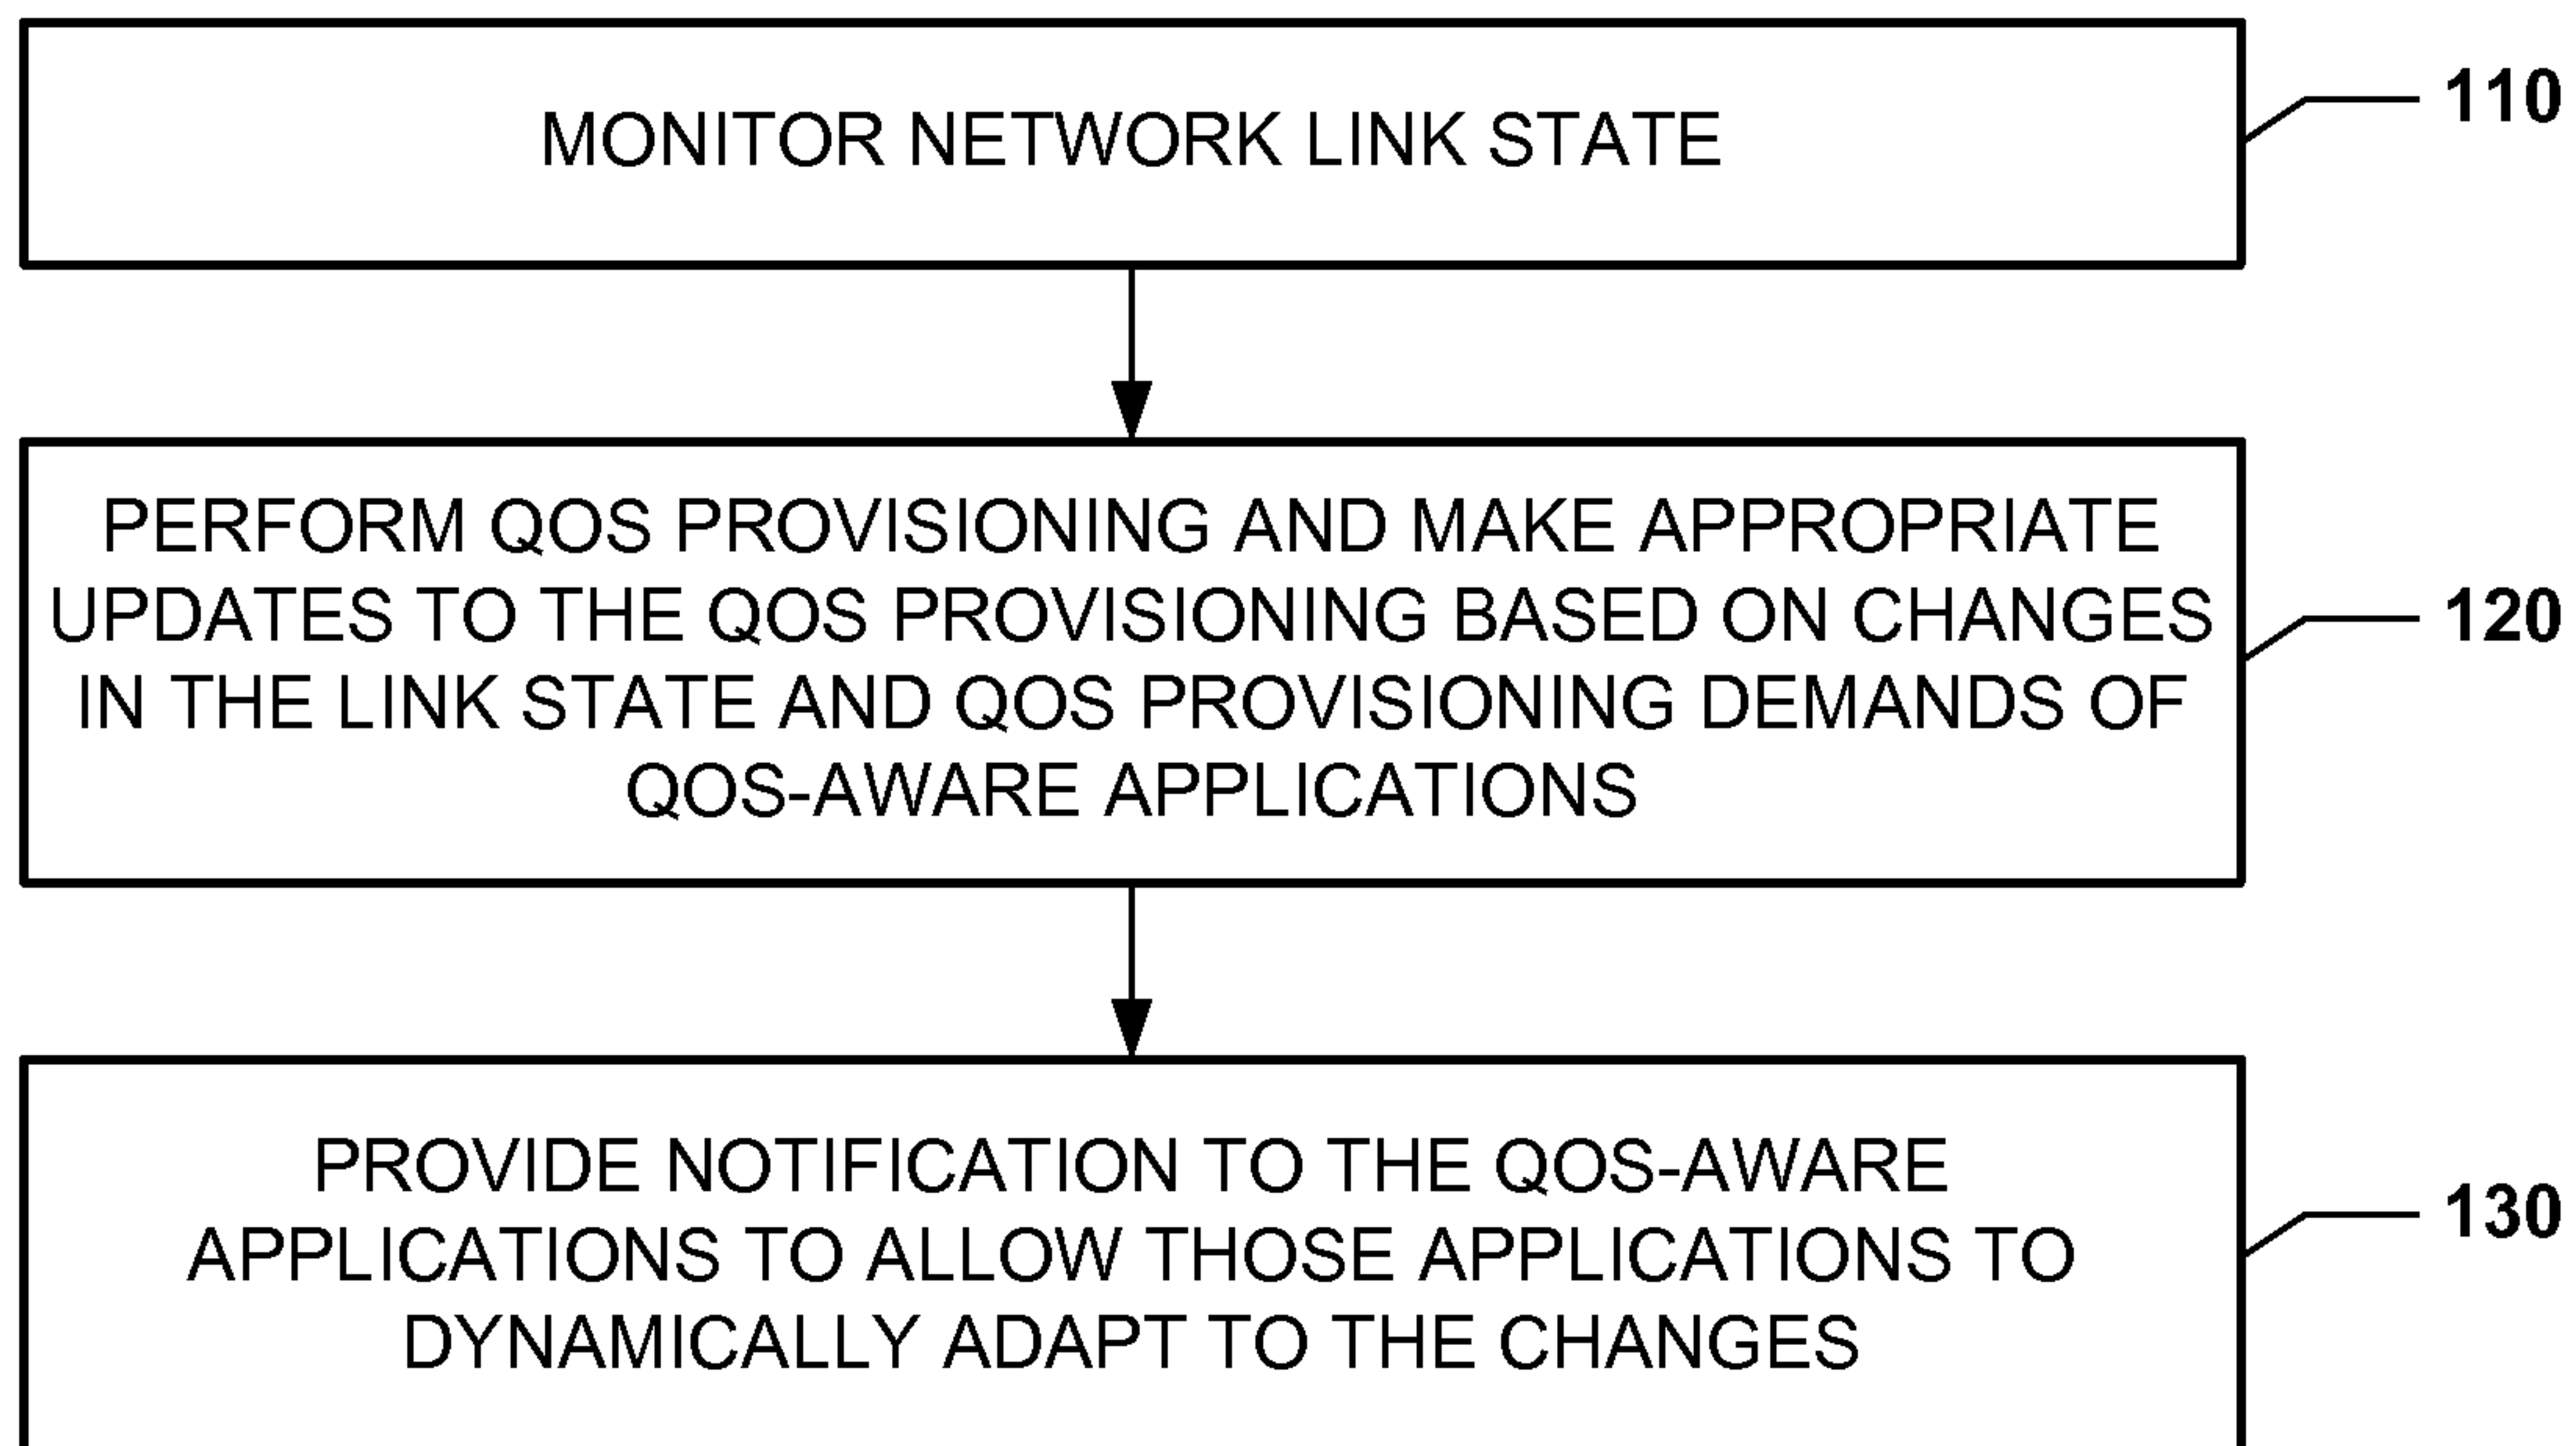 MONITOR NETWORK LINK STATE
110
PERFORM QOS PROVISIONING AND MAKE APPROPRIATE
UPDATES TO THE QOS PROVISIONING BASED ON CHANGES
IN THE LINK STATE AND QOS PROVISIONING DEMANDS OF
QOS-AWARE APPLICATIONS
120
PROVIDE NOTIFICATION TO THE QOS-AWARE
APPLICATIONS TO ALLOW THOSE APPLICATIONS TO
DYNAMICALLY ADAPT TO THE CHANGES
130